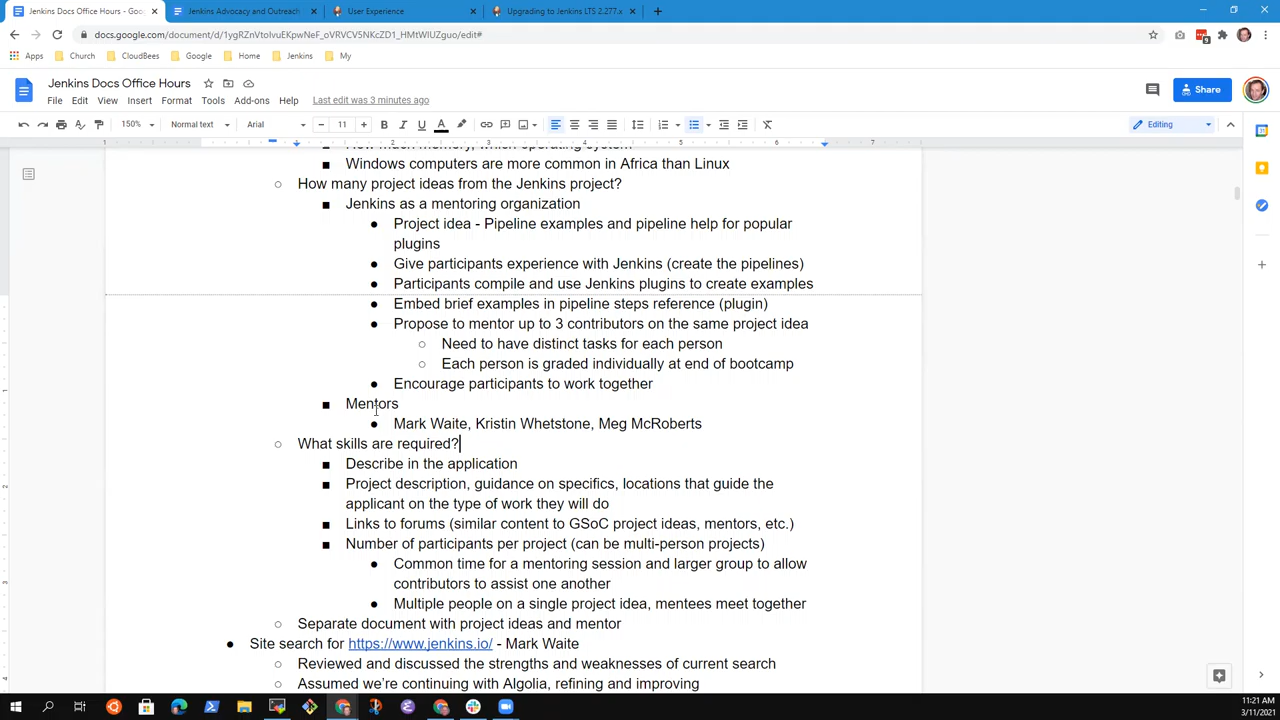 Jenkins Docs Office Hours - Goo
Jenkins Advocacy and Outreach
User Experience
Upgrading to Jenkins LTS 2.277.x
docs.google.com/document/d/1ygRZnVtoIvuEKpwNeF_oVRVCV5NKcZD1_HMtWIUZguo/edit#
Apps
Church
CloudBees
Google
Home
Jenkins
My
Jenkins Docs Office Hours
File Edit View Insert Format Tools Add-ons Help Last edit was 3 minutes ago
Share
150% Normal text Arial 11 Editing
1 2 3 4 5 6 7
Windows computers are more common in Africa than Linux
How many project ideas from the Jenkins project?
Jenkins as a mentoring organization
Project idea - Pipeline examples and pipeline help for popular
plugins
Give participants experience with Jenkins (create the pipelines)
Participants compile and use Jenkins plugins to create examples
Embed brief examples in pipeline steps reference (plugin)
Propose to mentor up to 3 contributors on the same project idea
Need to have distinct tasks for each person
Each person is graded individually at end of bootcamp
Encourage participants to work together
Mentors
Mark Waite, Kristin Whetstone, Meg McRoberts
What skills are required?
Describe in the application
Project description, guidance on specifics, locations that guide the
applicant on the type of work they will do
Links to forums (similar content to GSoC project ideas, mentors, etc.)
Number of participants per project (can be multi-person projects)
Common time for a mentoring session and larger group to allow
contributors to assist one another
Multiple people on a single project idea, mentees meet together
Separate document with project ideas and mentor
Site search for https://www.jenkins.io/ - Mark Waite
Reviewed and discussed the strengths and weaknesses of current search
Assumed we're continuing with Algolia, refining and improving
11:21 AM
3/11/2021